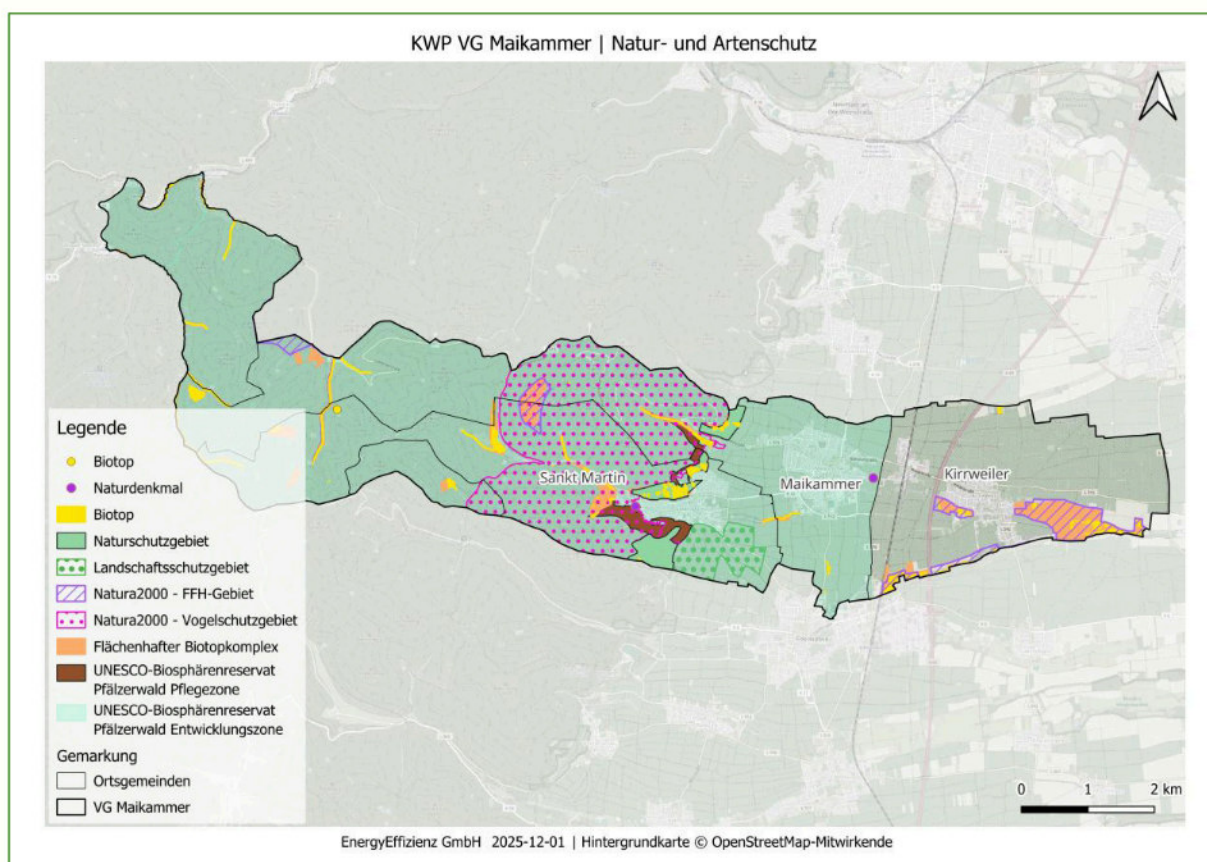 KWP VG Maikammer | Natur- und Artenschutz
Sankt Martin
Maikammer
Kirrweiler
Legende
Biotop
Naturdenkmal
Biotop
Naturschutzgebiet
Landschaftsschutzgebiet
Natura2000 - FFH-Gebiet
Natura2000 - Vogelschutzgebiet
Flächenhafter Biotopkomplex
UNESCO-Biosphärenreservat
Pfälzerwald Pflegezone
UNESCO-Biosphärenreservat
Pfälzerwald Entwicklungszone
Gemarkung
Ortsgemeinden
VG Maikammer
0 1 2 km
EnergyEffizienz GmbH 2025-12-01 | Hintergrundkarte © OpenStreetMap-Mitwirkende